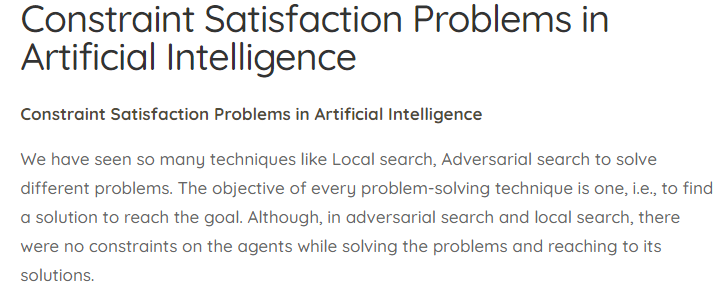 Constraint Satisfaction Problems in
Artificial Intelligence
Constraint Satisfaction Problems in Artificial Intelligence
We have seen so many techniques like Local search, Adversarial search to solve
different problems. The objective of every problem-solving technique is one, i.e., to find
a solution to reach the goal. Although, in adversarial search and local search, there
were no constraints on the agents while solving the problems and reaching to its
solutions.